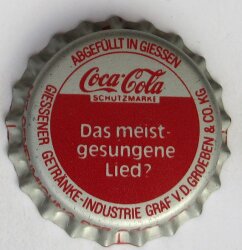 ABGEFÜLLT IN GIESSEN
Coca-Cola
SCHUTZMARKE
Das meist-
gesungene
Lied?
GIESSENER GETRÄNKE-INDUSTRIE GRAF V.D. GROEBEN & CO KG